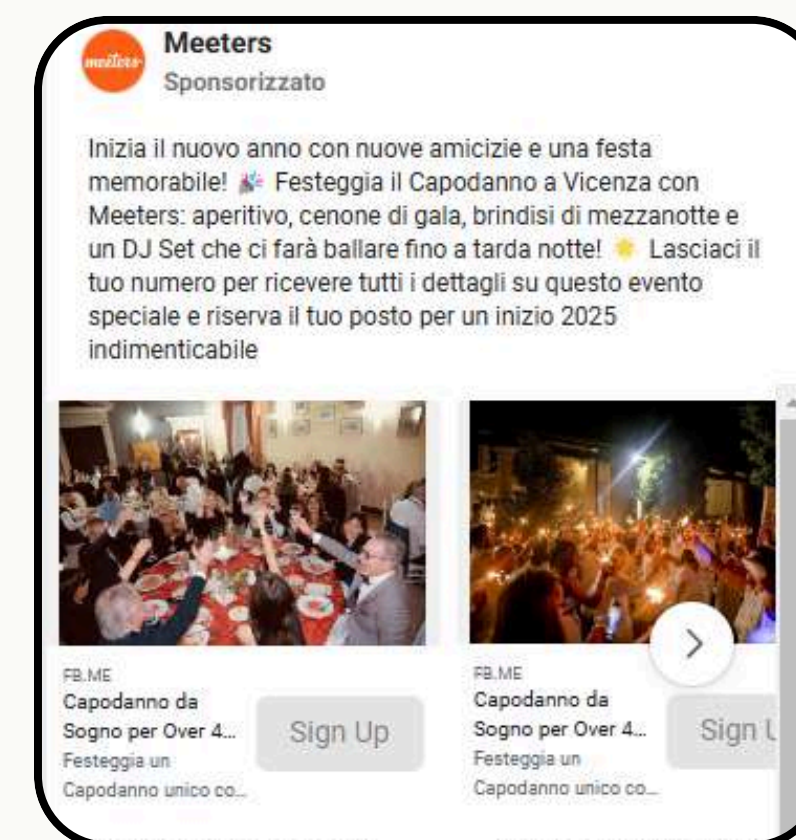 meeters
Meeters
Sponsorizzato
Inizia il nuovo anno con nuove amicizie e una festa
memorabile! 🎉 Festeggia il Capodanno a Vicenza con
Meeters: aperitivo, cenone di gala, brindisi di mezzanotte e
un DJ Set che ci farà ballare fino a tarda notte! 🌟 Lasciaci il
tuo numero per ricevere tutti i dettagli su questo evento
speciale e riserva il tuo posto per un inizio 2025
indimenticabile
FB.ME
Capodanno da
Sogno per Over 4...
Festeggia un
Capodanno unico co...
Sign Up
FB.ME
Capodanno da
Sogno per Over 4...
Festeggia un
Capodanno unico co...
Sign